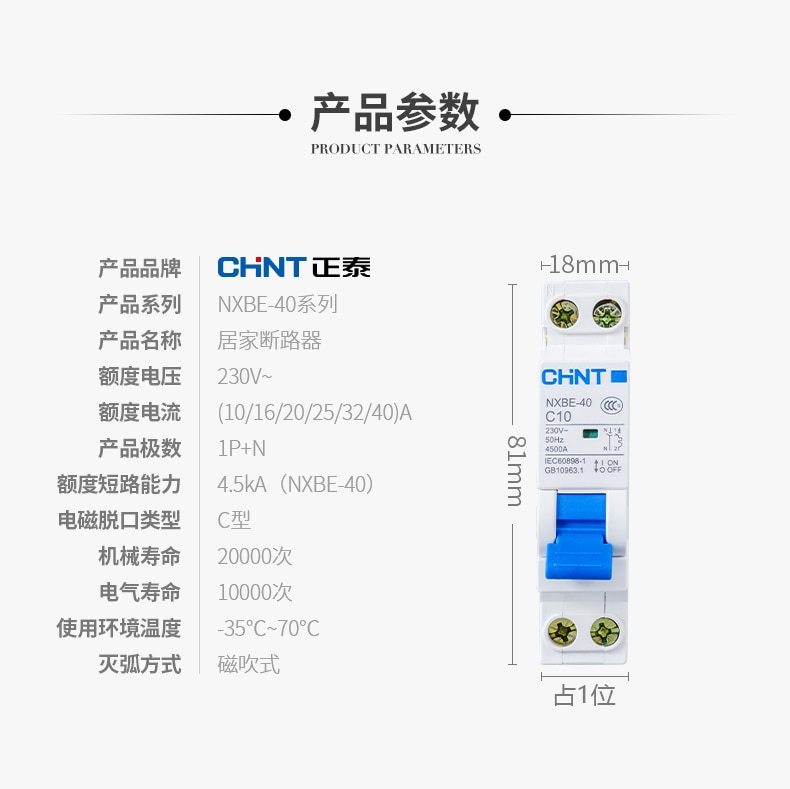 产品参数
PRODUCT PARAMETERS
产品品牌 CHNT 正泰
产品系列 NXBE-40系列
产品名称 居家断路器
额度电压 230V~
额度电流 (10/16/20/25/32/40)A
产品极数 1P+N
额度短路能力 4.5kA（NXBE-40）
电磁脱口类型 C型
机械寿命 20000次
电气寿命 10000次
使用环境温度 -35°C~70°C
灭弧方式 磁吹式
18mm
81mm
CHNT
NXBE-40
CCC
C10
230V~
50Hz
4500A
N 1
N 2
IEC60898-1
GB10963.1
I ON
O OFF
占1位